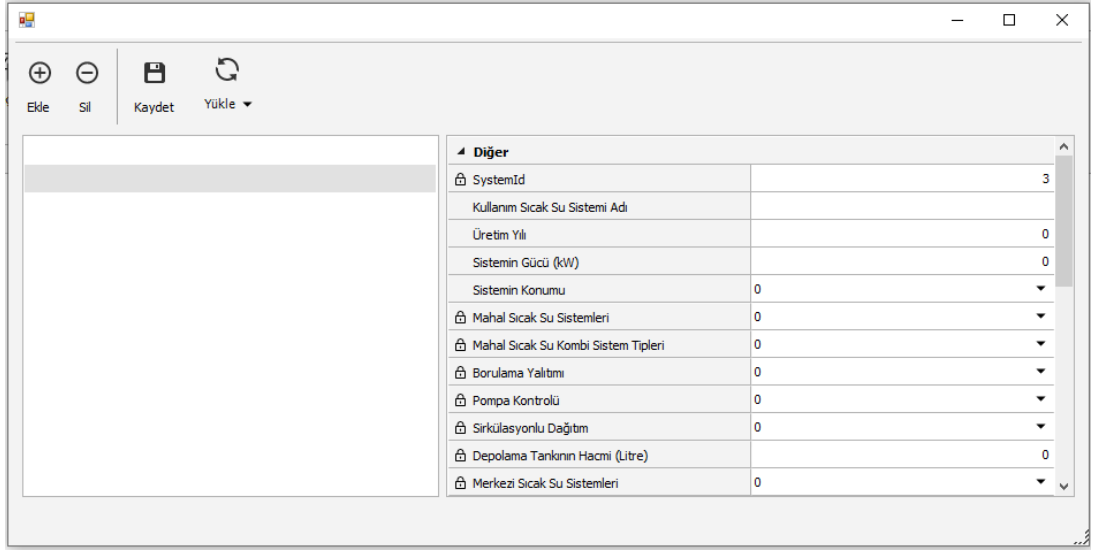 Ekle Sil Kaydet Yükle
Diğer
SystemId 3
Kullanım Sıcak Su Sistemi Adı
Üretim Yılı 0
Sistemin Gücü (kW) 0
Sistemin Konumu 0
Mahal Sıcak Su Sistemleri 0
Mahal Sıcak Su Kombi Sistem Tipleri 0
Borulama Yalıtımı 0
Pompa Kontrolü 0
Sirkülasyonlu Dağıtım 0
Depolama Tankının Hacmi (Litre) 0
Merkezi Sıcak Su Sistemleri 0